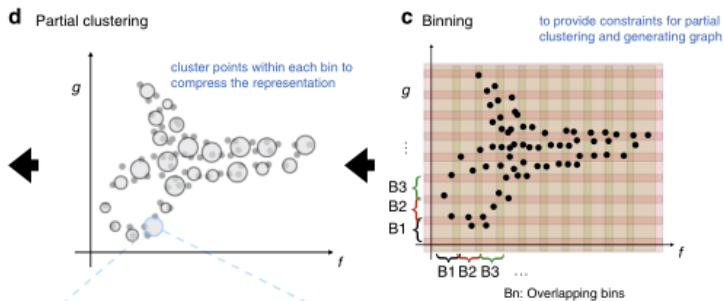 d Partial clustering
cluster points within each bin to
compress the representation
g
f
c Binning
to provide constraints for partial
clustering and generating graph
g
...
B3
B2
B1
f
B1 B2 B3 ...
Bn: Overlapping bins